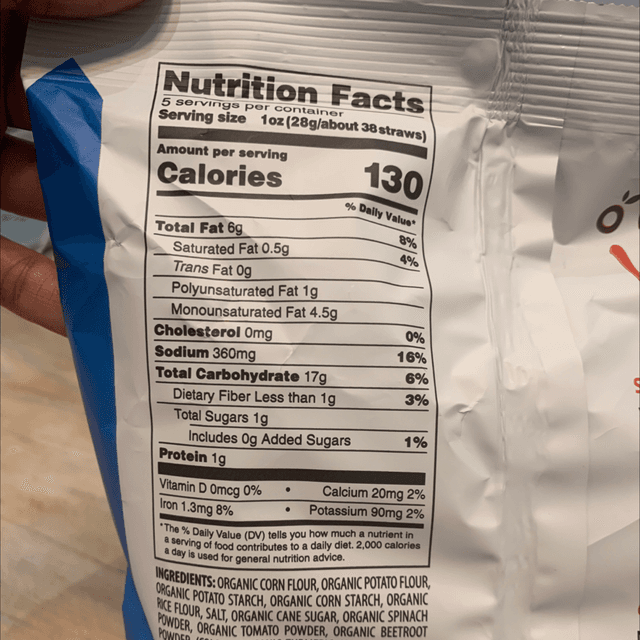 Nutrition Facts
5 servings per container
Serving size 1oz (28g/about 38 straws)
Amount per serving
Calories 130
% Daily Value*
Total Fat 6g 8%
Saturated Fat 0.5g 4%
Trans Fat 0g
Polyunsaturated Fat 1g
Monounsaturated Fat 4.5g
Cholesterol 0mg 0%
Sodium 360mg 16%
Total Carbohydrate 17g 6%
Dietary Fiber Less than 1g 3%
Total Sugars 1g
Includes 0g Added Sugars 1%
Protein 1g
Vitamin D 0mcg 0% • Calcium 20mg 2%
Iron 1.3mg 8% • Potassium 90mg 2%
*The % Daily Value (DV) tells you how much a nutrient in
a serving of food contributes to a daily diet. 2,000 calories
a day is used for general nutrition advice.
INGREDIENTS: ORGANIC CORN FLOUR, ORGANIC POTATO FLOUR,
ORGANIC POTATO STARCH, ORGANIC CORN STARCH, ORGANIC
RICE FLOUR, SALT, ORGANIC CANE SUGAR, ORGANIC SPINACH
POWDER, ORGANIC TOMATO POWDER, ORGANIC BEETROOT
POWDER